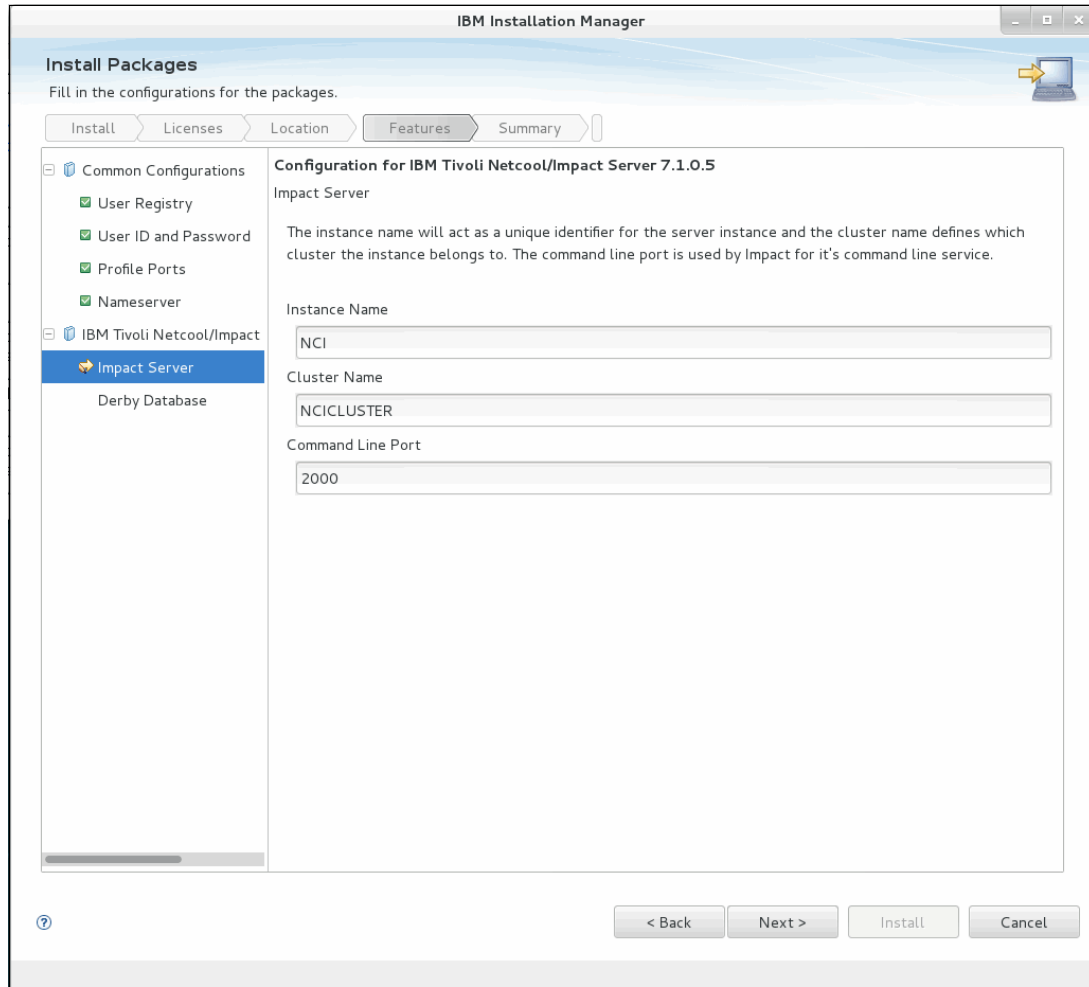 IBM Installation Manager
Install Packages
Fill in the configurations for the packages.
Install
Licenses
Location
Features
Summary
Common Configurations
User Registry
User ID and Password
Profile Ports
Nameserver
IBM Tivoli Netcool/Impact
Impact Server
Derby Database
Configuration for IBM Tivoli Netcool/Impact Server 7.1.0.5
Impact Server
The instance name will act as a unique identifier for the server instance and the cluster name defines which
cluster the instance belongs to. The command line port is used by Impact for it's command line service.
Instance Name
NCI
Cluster Name
NCICLUSTER
Command Line Port
2000
?
< Back
Next >
Install
Cancel